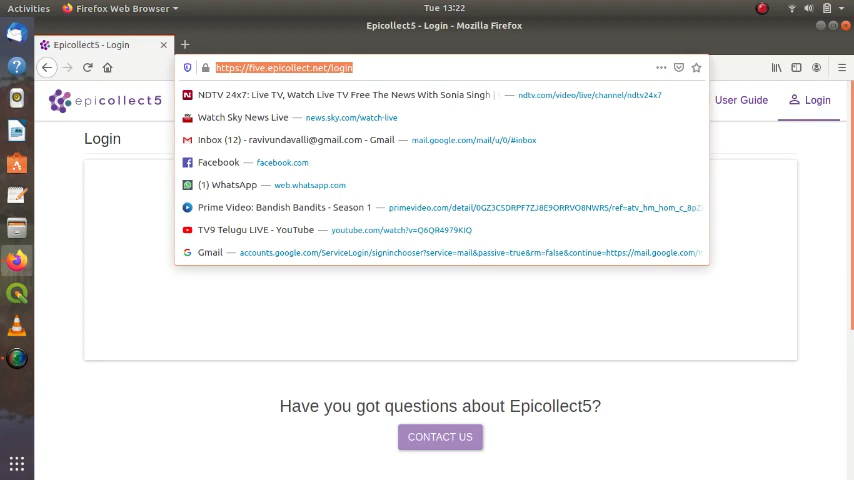 Activities
Firefox Web Browser
Tue 13:22
Epicollect5 - Login - Mozilla Firefox
Epicollect5 - Login
https://five.epicollect.net/login
epicollect5
User Guide
Login
NDTV 24x7: Live TV, Watch Live TV Free The News With Sonia Singh | — ndtv.com/video/live/channel/ndtv24x7
Watch Sky News Live — news.sky.com/watch-live
Inbox (12) - ravivundavalli@gmail.com - Gmail — mail.google.com/mail/u/0/#inbox
Facebook — facebook.com
(1) WhatsApp — web.whatsapp.com
Prime Video: Bandish Bandits - Season 1 — primevideo.com/detail/0GZ3CSDRPF7ZJ8E9ORRVO8NWRS/ref=atv_hm_hom_c_8pZ
TV9 Telugu LIVE - YouTube — youtube.com/watch?v=Q6QR4979KIQ
Gmail — accounts.google.com/ServiceLogin/signinchooser?service=mail&passive=true&rm=false&continue=https://mail.google.com/
Login
Have you got questions about Epicollect5?
CONTACT US